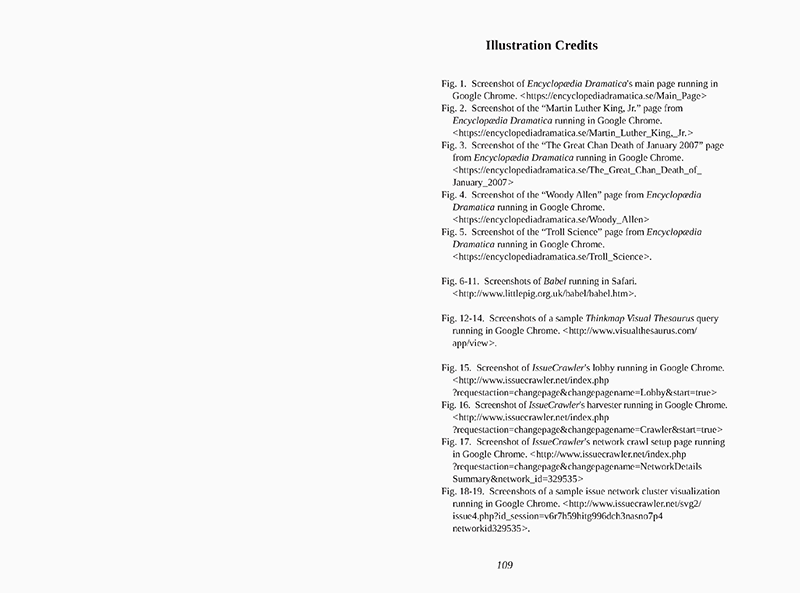 Illustration Credits
Fig. 1.  Screenshot of Encyclopædia Dramatica's main page running in
Google Chrome. <https://encyclopediadramatica.se/Main_Page>
Fig. 2.  Screenshot of the “Martin Luther King, Jr.” page from
Encyclopædia Dramatica running in Google Chrome.
<https://encyclopediadramatica.se/Martin_Luther_King,_Jr.>
Fig. 3.  Screenshot of the “The Great Chan Death of January 2007” page
from Encyclopædia Dramatica running in Google Chrome.
<https://encyclopediadramatica.se/The_Great_Chan_Death_of_
January_2007>
Fig. 4.  Screenshot of the “Woody Allen” page from Encyclopædia
Dramatica running in Google Chrome.
<https://encyclopediadramatica.se/Woody_Allen>
Fig. 5.  Screenshot of the “Troll Science” page from Encyclopædia
Dramatica running in Google Chrome.
<https://encyclopediadramatica.se/Troll_Science>.
Fig. 6-11.  Screenshots of Babel running in Safari.
<http://www.littlepig.org.uk/babel/babel.htm>.
Fig. 12-14.  Screenshots of a sample Thinkmap Visual Thesaurus query
running in Google Chrome. <http://www.visualthesaurus.com/
app/view>.
Fig. 15.  Screenshot of IssueCrawler's lobby running in Google Chrome.
<http://www.issuecrawler.net/index.php
?requestaction=changepage&changepagename=Lobby&start=true>
Fig. 16.  Screenshot of IssueCrawler's harvester running in Google Chrome.
<http://www.issuecrawler.net/index.php
?requestaction=changepage&changepagename=Crawler&start=true>
Fig. 17.  Screenshot of IssueCrawler's network crawl setup page running
in Google Chrome. <http://www.issuecrawler.net/index.php
?requestaction=changepage&changepagename=NetworkDetails
Summary&network_id=329535>
Fig. 18-19.  Screenshots of a sample issue network cluster visualization
running in Google Chrome. <http://www.issuecrawler.net/svg2/
issue4.php?id_session=v6r7h59hitg996dch3nasno7p4
networkid329535>.
109